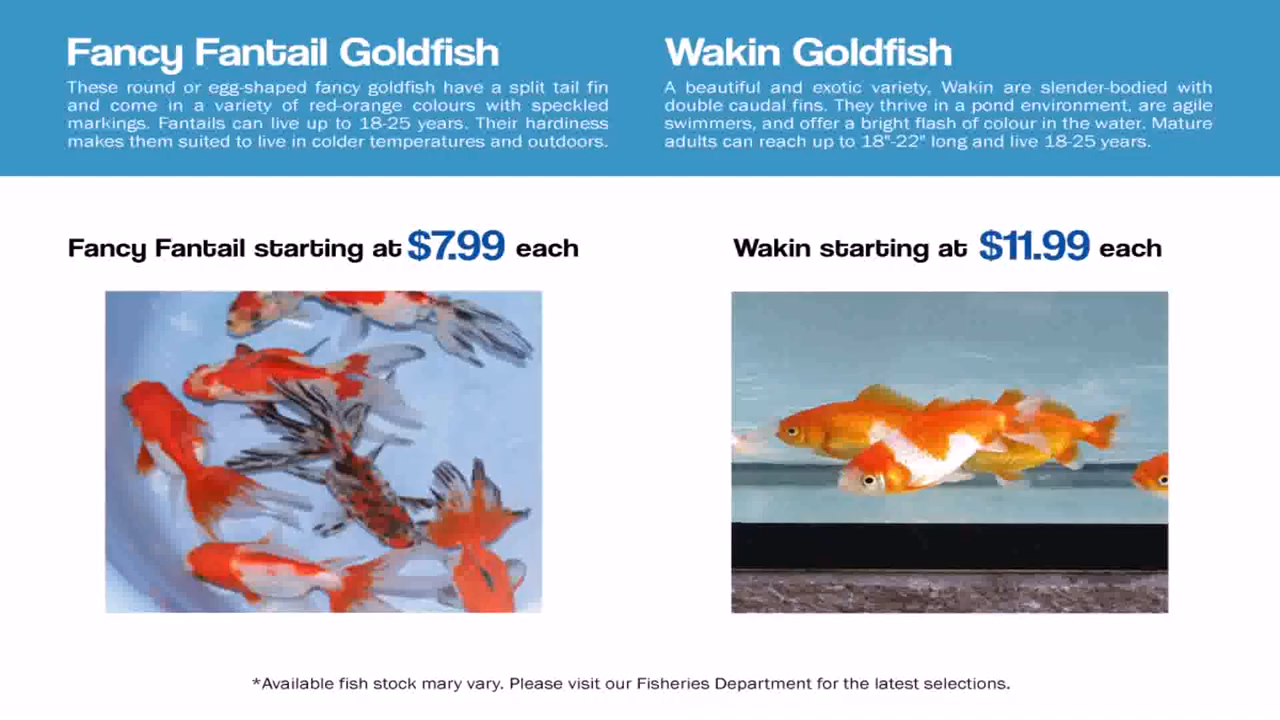 Fancy Fantail Goldfish
These round or egg-shaped fancy goldfish have a split tail fin
and come in a variety of red-orange colours with speckled
markings. Fantails can live up to 18-25 years. Their hardiness
makes them suited to live in colder temperatures and outdoors.
Wakin Goldfish
A beautiful and exotic variety, Wakin are slender-bodied with
double caudal fins. They thrive in a pond environment, are agile
swimmers, and offer a bright flash of colour in the water. Mature
adults can reach up to 18"-22" long and live 18-25 years.
Fancy Fantail starting at $7.99 each
Wakin starting at $11.99 each
*Available fish stock mary vary. Please visit our Fisheries Department for the latest selections.